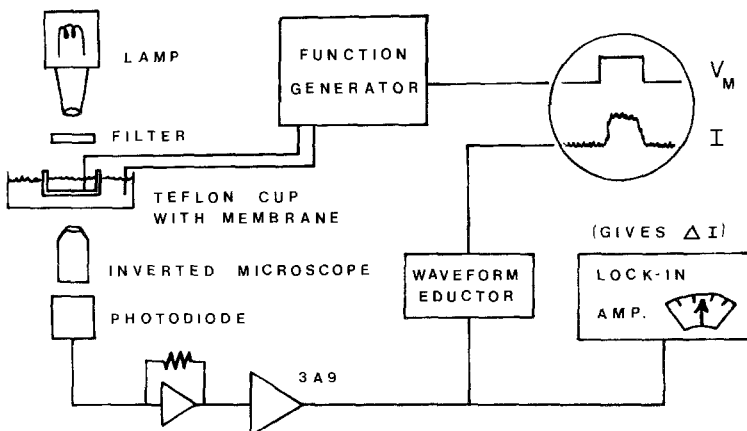 LAMP
FUNCTION
GENERATOR
V_M
FILTER
I
TEFLON CUP
WITH MEMBRANE
(GIVES ΔI)
INVERTED MICROSCOPE
WAVEFORM
EDUCTOR
LOCK-IN
AMP.
PHOTODIODE
3A9